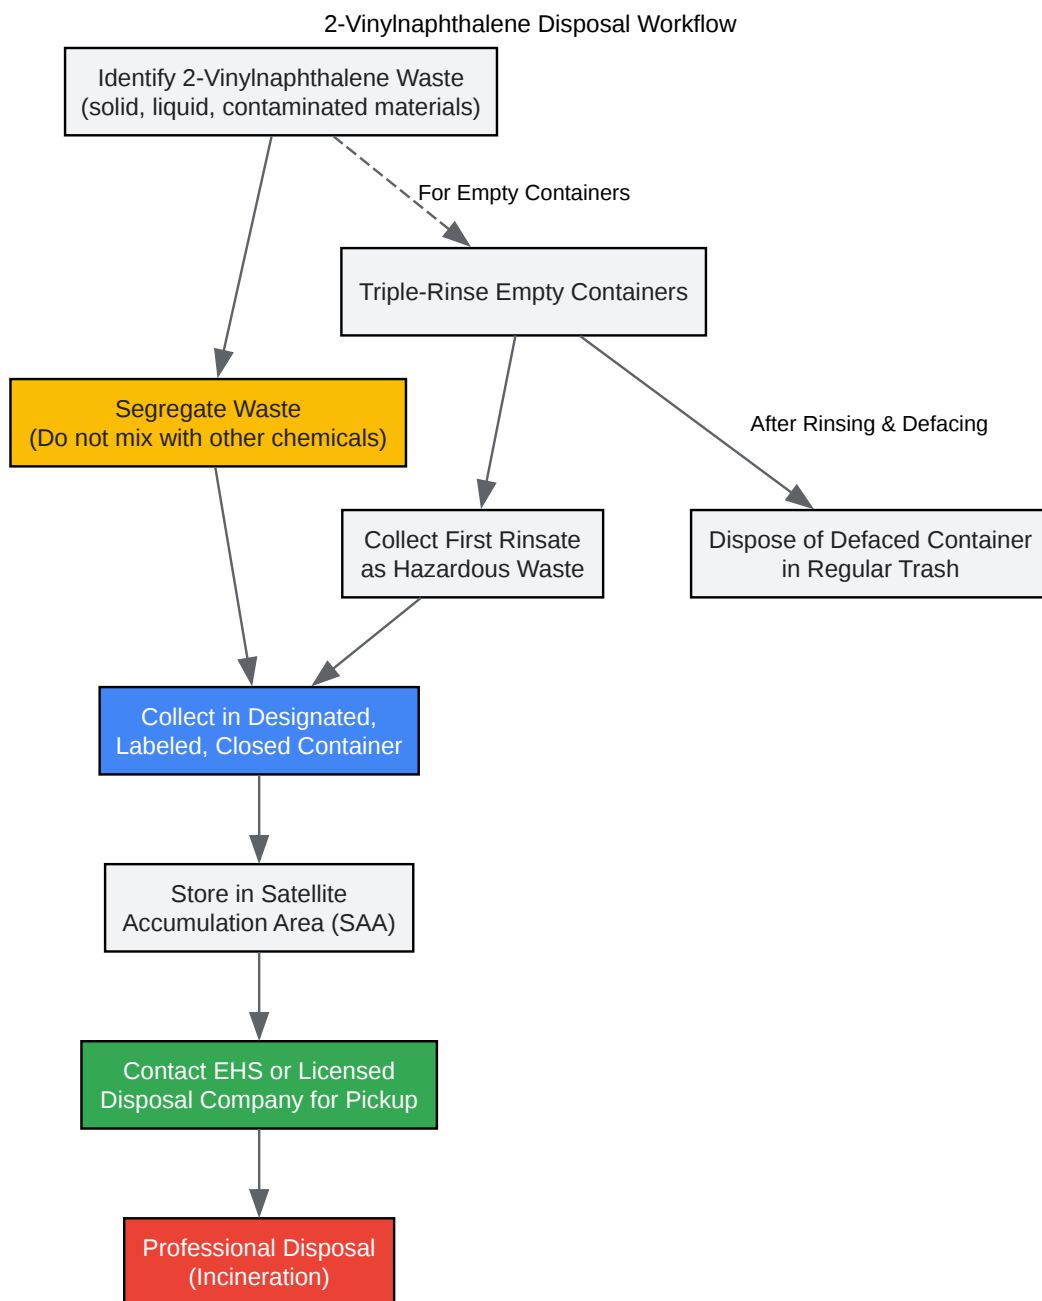 2-Vinylnaphthalene Disposal Workflow
Identify 2-Vinylnaphthalene Waste
(solid, liquid, contaminated materials)
For Empty Containers
Triple-Rinse Empty Containers
Segregate Waste
(Do not mix with other chemicals)
After Rinsing & Defacing
Collect First Rinsate
as Hazardous Waste
Dispose of Defaced Container
in Regular Trash
Collect in Designated,
Labeled, Closed Container
Store in Satellite
Accumulation Area (SAA)
Contact EHS or Licensed
Disposal Company for Pickup
Professional Disposal
(Incineration)